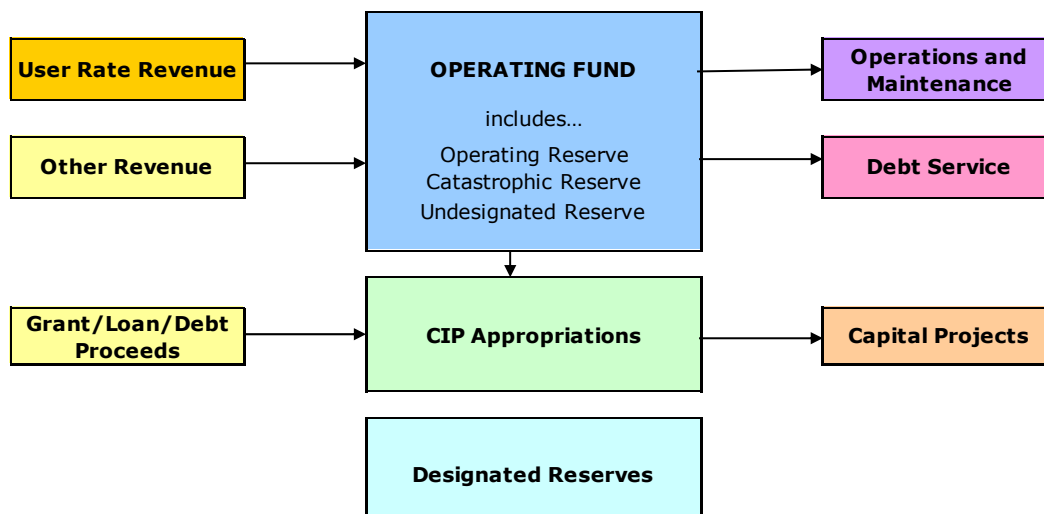 User Rate Revenue
OPERATING FUND
includes…
Operating Reserve
Catastrophic Reserve
Undesignated Reserve
Operations and
Maintenance
Other Revenue
Debt Service
Grant/Loan/Debt
Proceeds
CIP Appropriations
Capital Projects
Designated Reserves